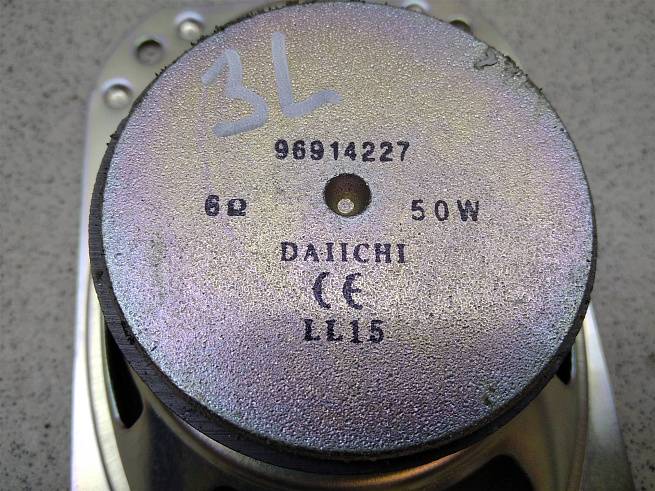 3L
96914227
6Ω 50W
DAIICHI
CE
LL15